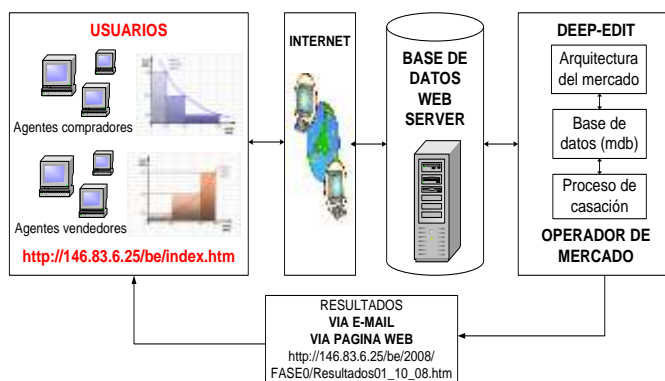 USUARIOS
Agentes compradores
Agentes vendedores
http://146.83.6.25/be/index.htm
INTERNET
BASE DE
DATOS
WEB
SERVER
DEEP-EDIT
Arquitectura
del mercado
Base de
datos (mdb)
Proceso de
casación
OPERADOR DE
MERCADO
RESULTADOS
VIA E-MAIL
VIA PAGINA WEB
http://146.83.6.25/be/2008/
FASE0/Resultados01_10_08.htm